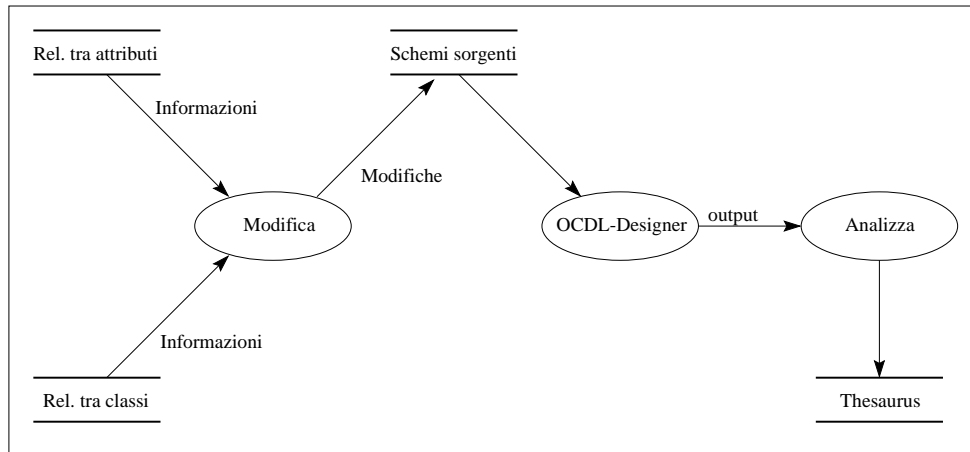 Rel. tra attributi
Schemi sorgenti
Informazioni
Modifiche
Modifica
OCDL-Designer
output
Analizza
Informazioni
Rel. tra classi
Thesaurus